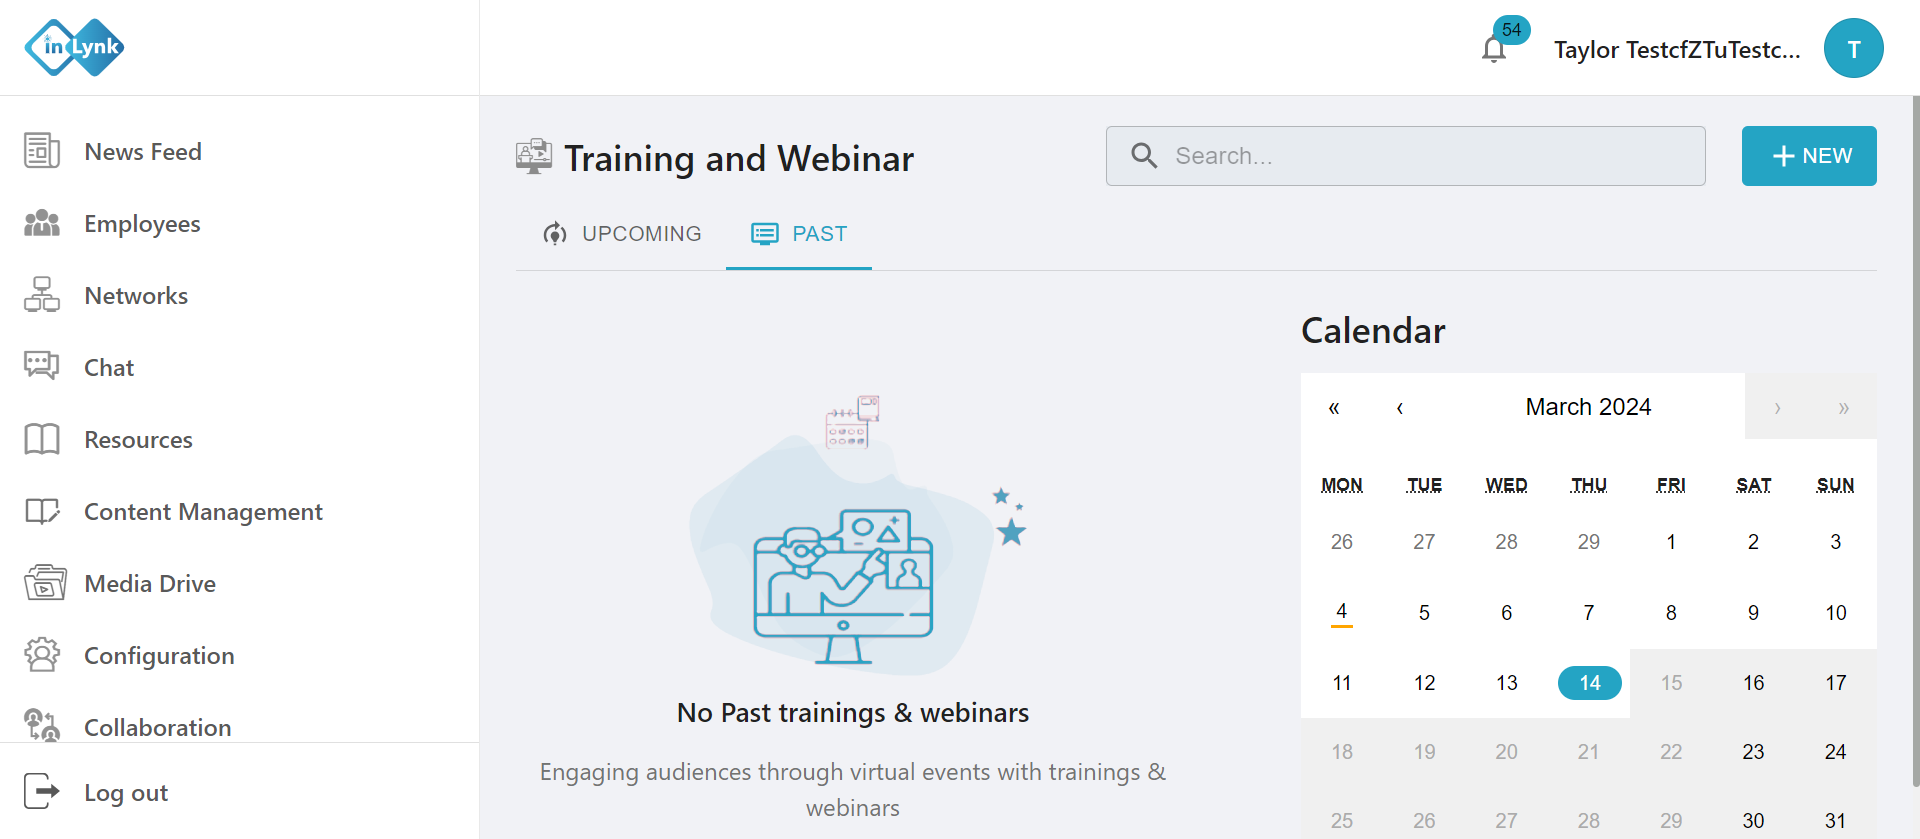 in Lynk
54
Taylor TestcfZTuTestc...
T
News Feed
Employees
Networks
Chat
Resources
Content Management
Media Drive
Configuration
Collaboration
Log out
Training and Webinar
Search...
NEW
UPCOMING
PAST
No Past trainings & webinars
Engaging audiences through virtual events with trainings &
webinars
Calendar
« ‹ March 2024 › »
MON TUE WED THU FRI SAT SUN
26 27 28 29 1 2 3
4 5 6 7 8 9 10
11 12 13 14 15 16 17
18 19 20 21 22 23 24
25 26 27 28 29 30 31